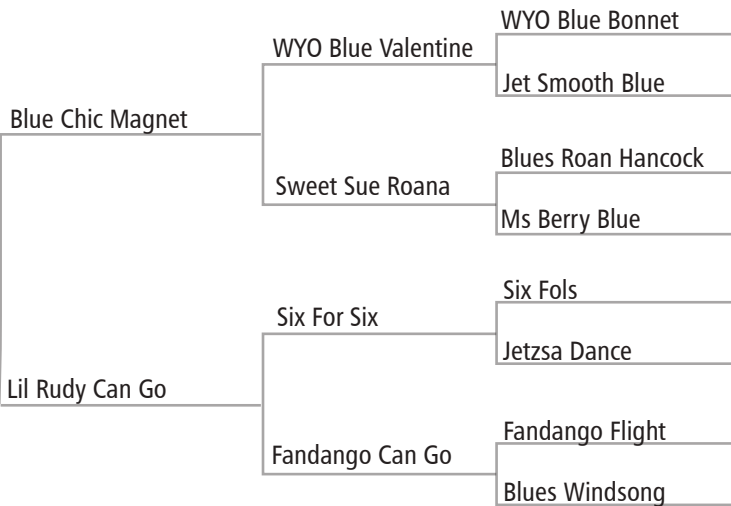 WYO Blue Bonnet
WYO Blue Valentine
Jet Smooth Blue
Blue Chic Magnet
Blues Roan Hancock
Sweet Sue Roana
Ms Berry Blue
Six Fols
Six For Six
Jetzsa Dance
Lil Rudy Can Go
Fandango Flight
Fandango Can Go
Blues Windsong